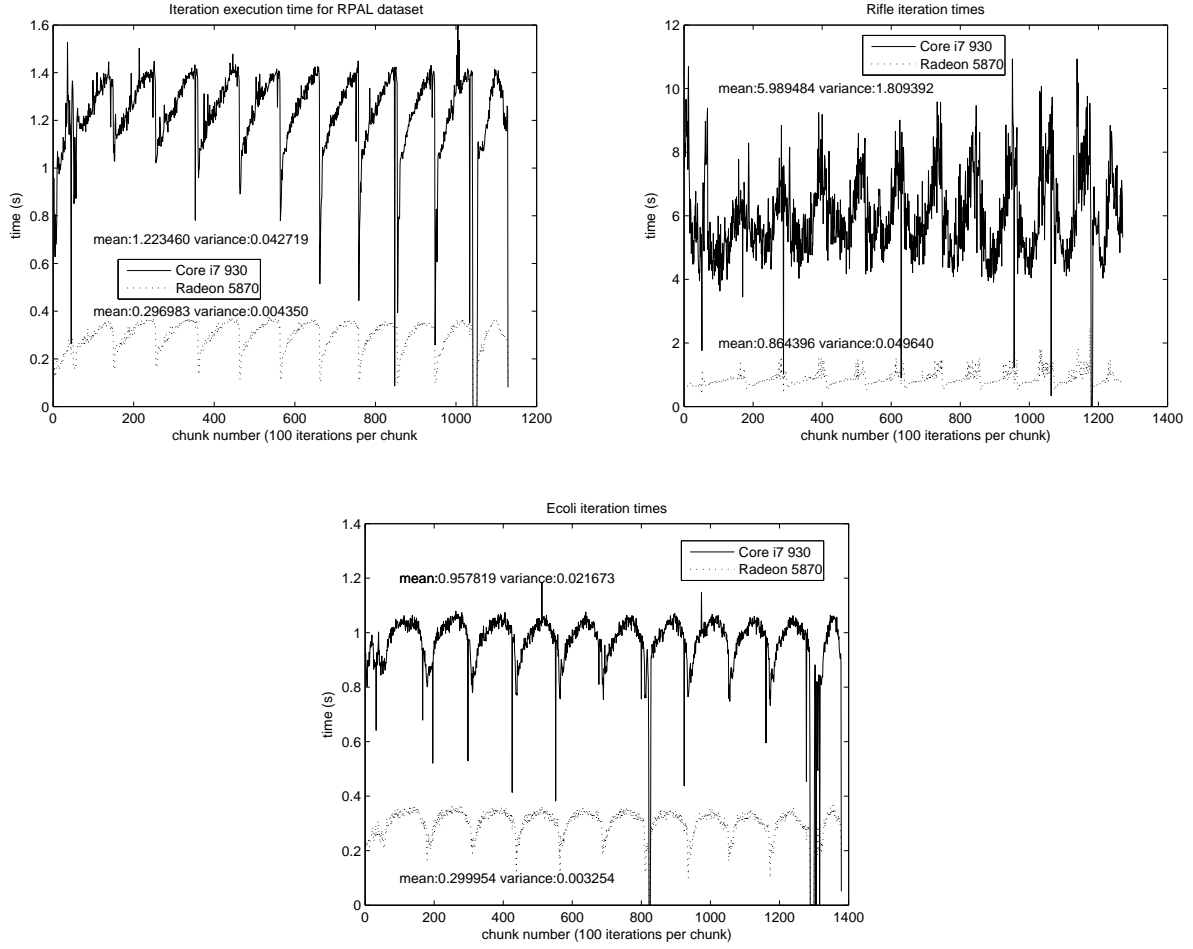 Iteration execution time for RPAL dataset
1.6
1.4
1.2
1
0.8
0.6
0.4
0.2
0
time (s)
mean:1.223460 variance:0.042719
Core i7 930
Radeon 5870
mean:0.296983 variance:0.004350
0 200 400 600 800 1000 1200
chunk number (100 iterations per chunk
Rifle iteration times
12
10
8
6
4
2
0
time (s)
Core i7 930
Radeon 5870
mean:5.989484 variance:1.809392
mean:0.864396 variance:0.049640
0 200 400 600 800 1000 1200 1400
chunk number (100 iterations per chunk)
Ecoli iteration times
1.4
1.2
1
0.8
0.6
0.4
0.2
0
time (s)
Core i7 930
Radeon 5870
mean:0.957819 variance:0.021673
mean:0.299954 variance:0.003254
0 200 400 600 800 1000 1200 1400
chunk number (100 iterations per chunk)